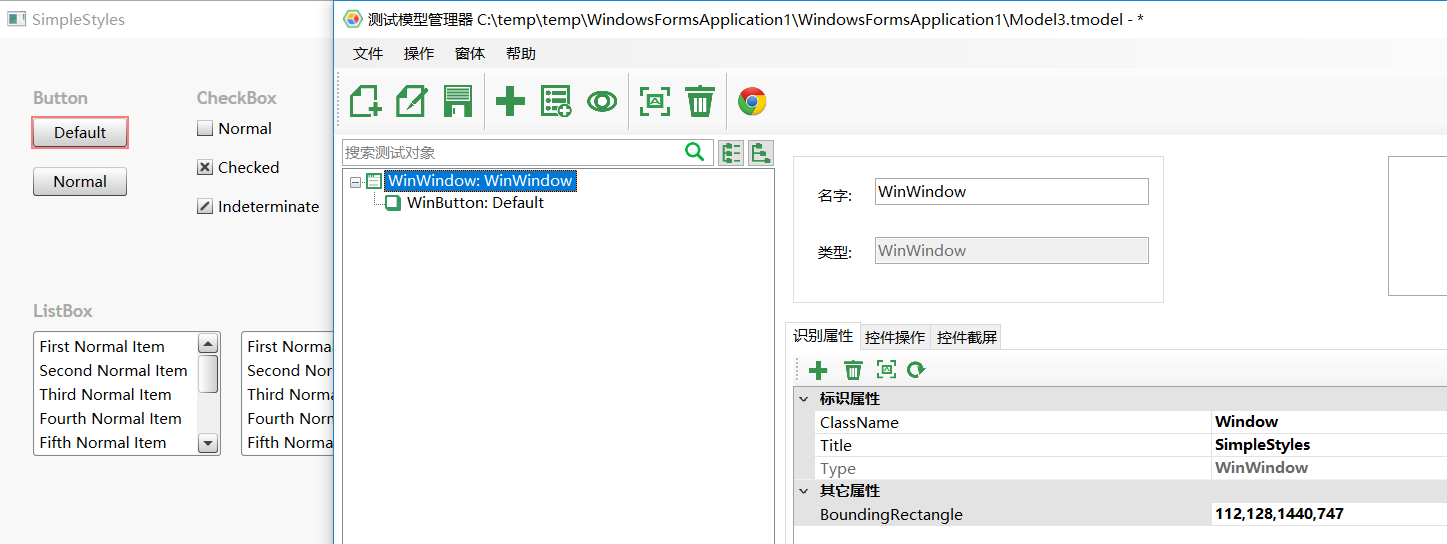 SimpleStyles
Button
CheckBox
Default
Normal
Normal
Checked
Indeterminate
ListBox
First Normal Item
Second Normal Item
Third Normal Item
Fourth Normal Item
Fifth Normal Item
First Norma
Second Nor
Third Norma
Fourth Norm
Fifth Norma
测试模型管理器 C:\temp\temp\WindowsFormsApplication1\WindowsFormsApplication1\Model3.tmodel - *
文件 操作 窗体 帮助
搜索测试对象
WinWindow: WinWindow
WinButton: Default
名字: WinWindow
类型: WinWindow
识别属性 控件操作 控件截屏
标识属性
ClassName Window
Title SimpleStyles
Type WinWindow
其它属性
BoundingRectangle 112,128,1440,747